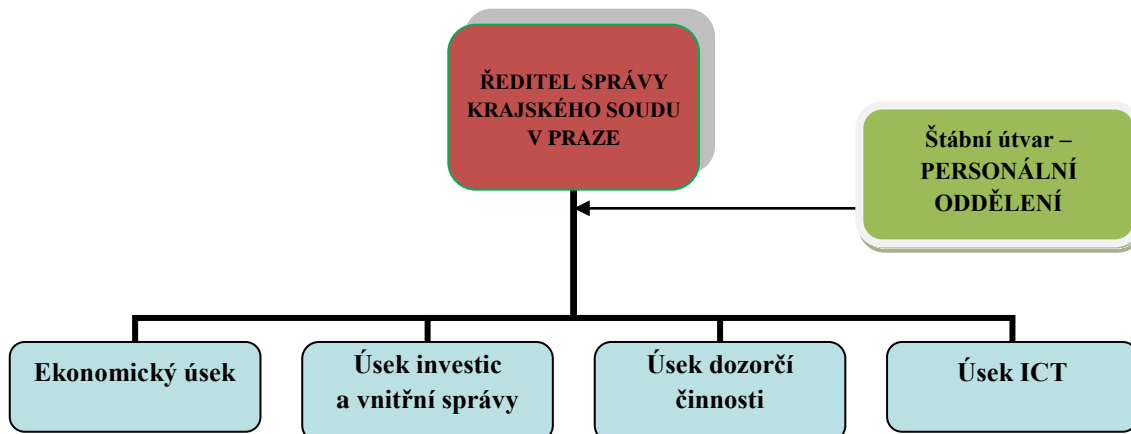 ŘEDITEL SPRÁVY
KRAJSKÉHO SOUDU
V PRAZE
Štábní útvar –
PERSONÁLNÍ
ODDĚLENÍ
Ekonomický úsek
Úsek investic
a vnitřní správy
Úsek dozorčí
činnosti
Úsek ICT